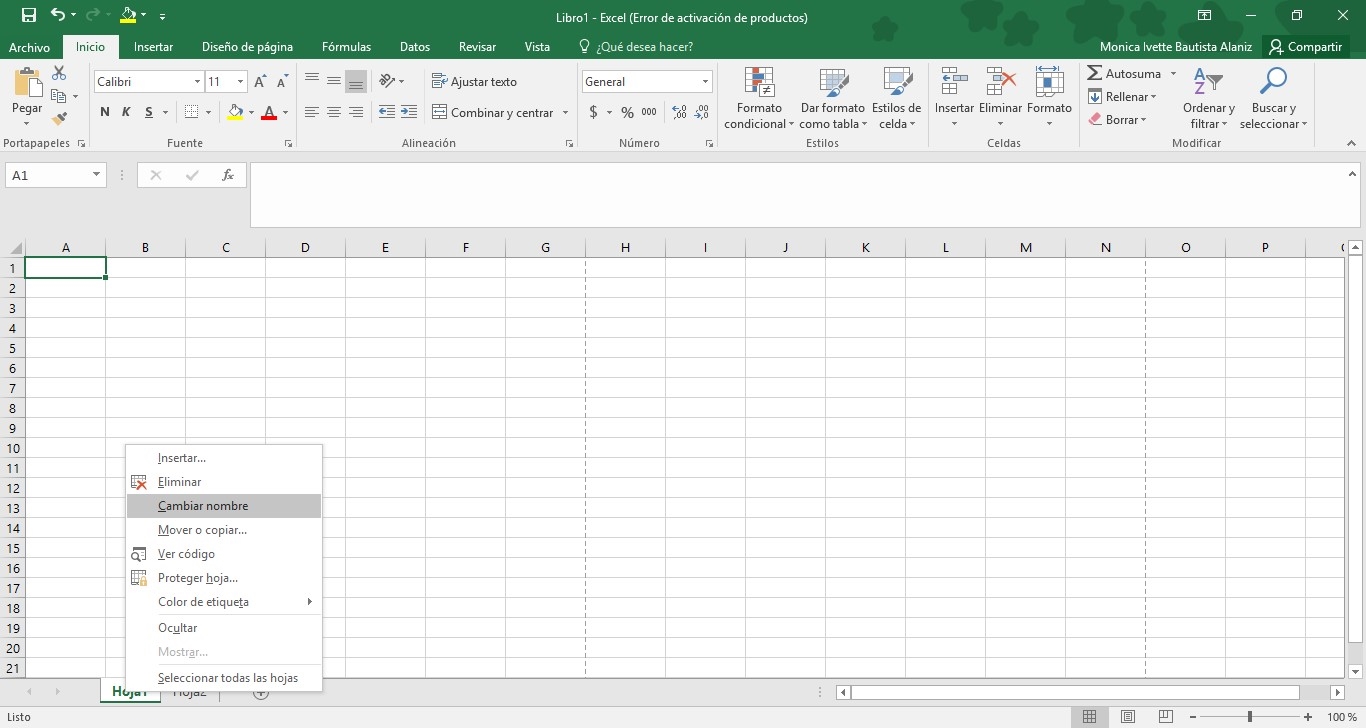 Libro1 - Excel (Error de activación de productos)
Archivo Inicio Insertar Diseño de página Fórmulas Datos Revisar Vista ¿Qué desea hacer? Monica Ivette Bautista Alaniz Compartir
Pegar
Calibri 11
N K S
Ajustar texto
Combinar y centrar
General
$ % 000
Formato condicional
Dar formato como tabla
Estilos de celda
Insertar Eliminar Formato
Autosuma
Rellenar
Borrar
Ordenar y filtrar
Buscar y seleccionar
Portapapeles Fuente Alineación Número Estilos Celdas Modificar
A1 fx
A B C D E F G H I J K L M N O P
1
2
3
4
5
6
7
8
9
10
11
12
13
14
15
16
17
18
19
20
21
Insertar...
Eliminar
Cambiar nombre
Mover o copiar...
Ver código
Proteger hoja...
Color de etiqueta
Ocultar
Mostrar...
Seleccionar todas las hojas
Hoja1 Hoja2
Listo 100 %